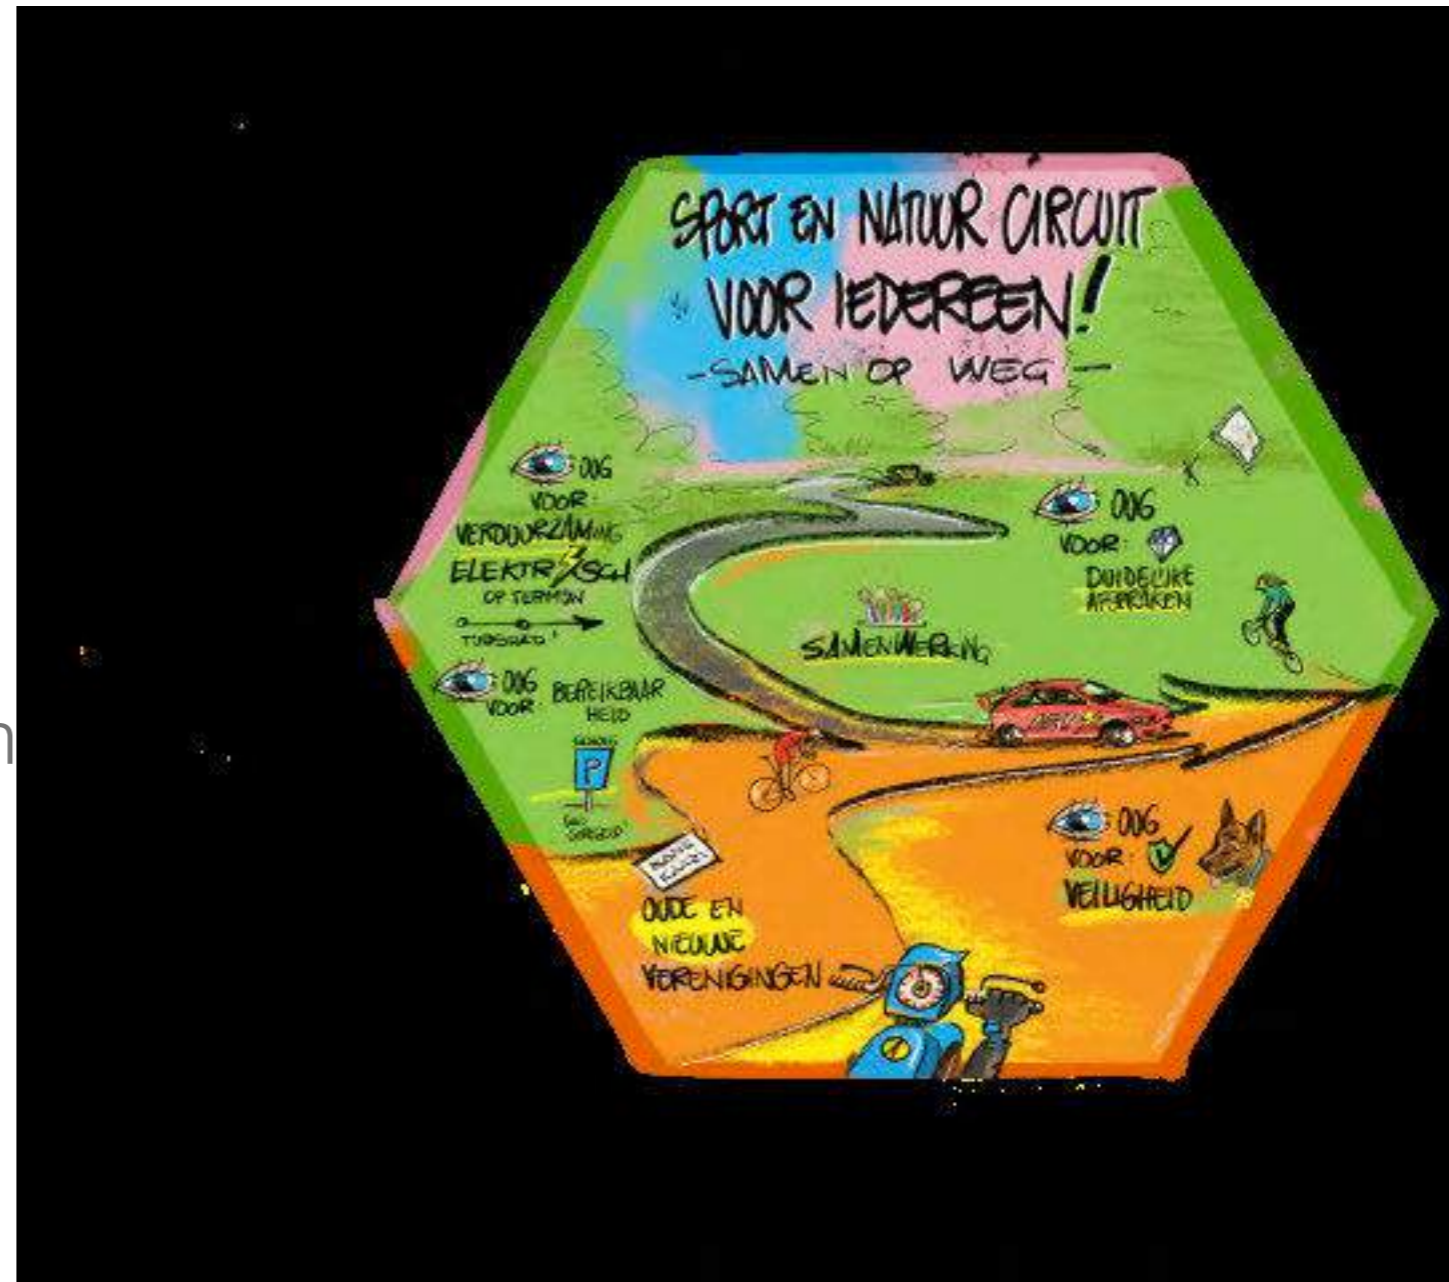 SPORT EN NATUUR CIRCUIT
VOOR IEDEREEN!
- SAMEN OP WEG -
OOG
VOOR:
VERDUURZAMING
ELEKTRISCH
OP TERMIJN
TIJDSPAD!
OOG
VOOR
BEREIKBAAR
HEID
P
OOG
VOOR:
DUIDELIJKE
AFSPRAKEN
SAMENWERKING
OOG
VOOR:
VEILIGHEID
OUDE EN
NIEUWE
VERENIGINGEN
n